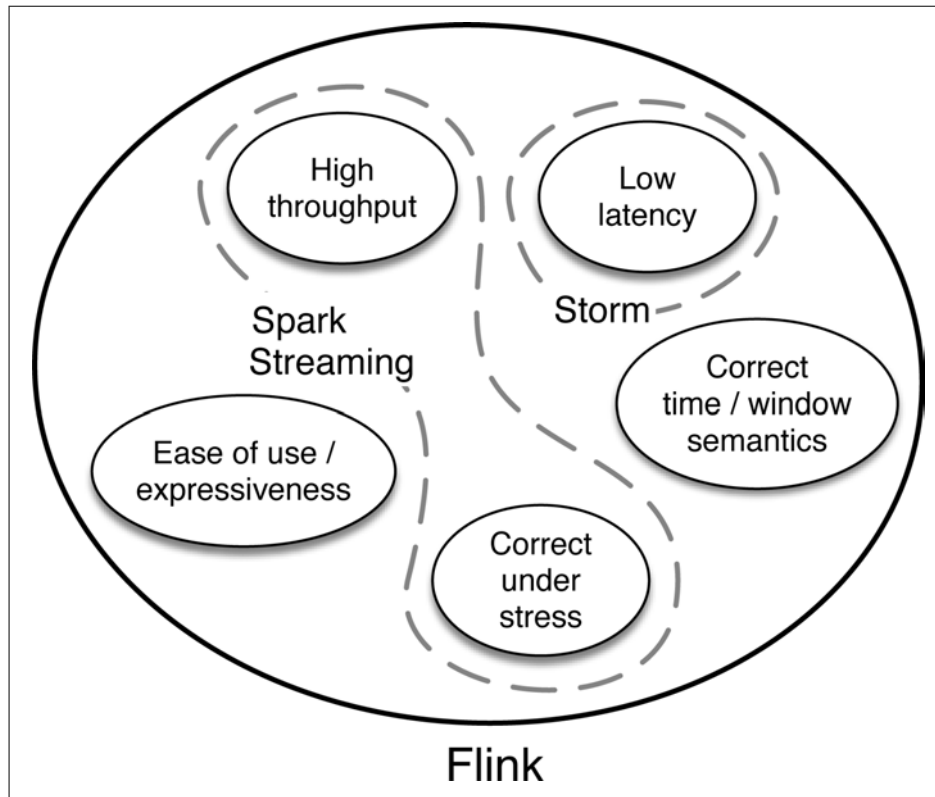 High
throughput
Low
latency
Spark
Streaming
Storm
Correct
time / window
semantics
Ease of use /
expressiveness
Correct
under
stress
Flink